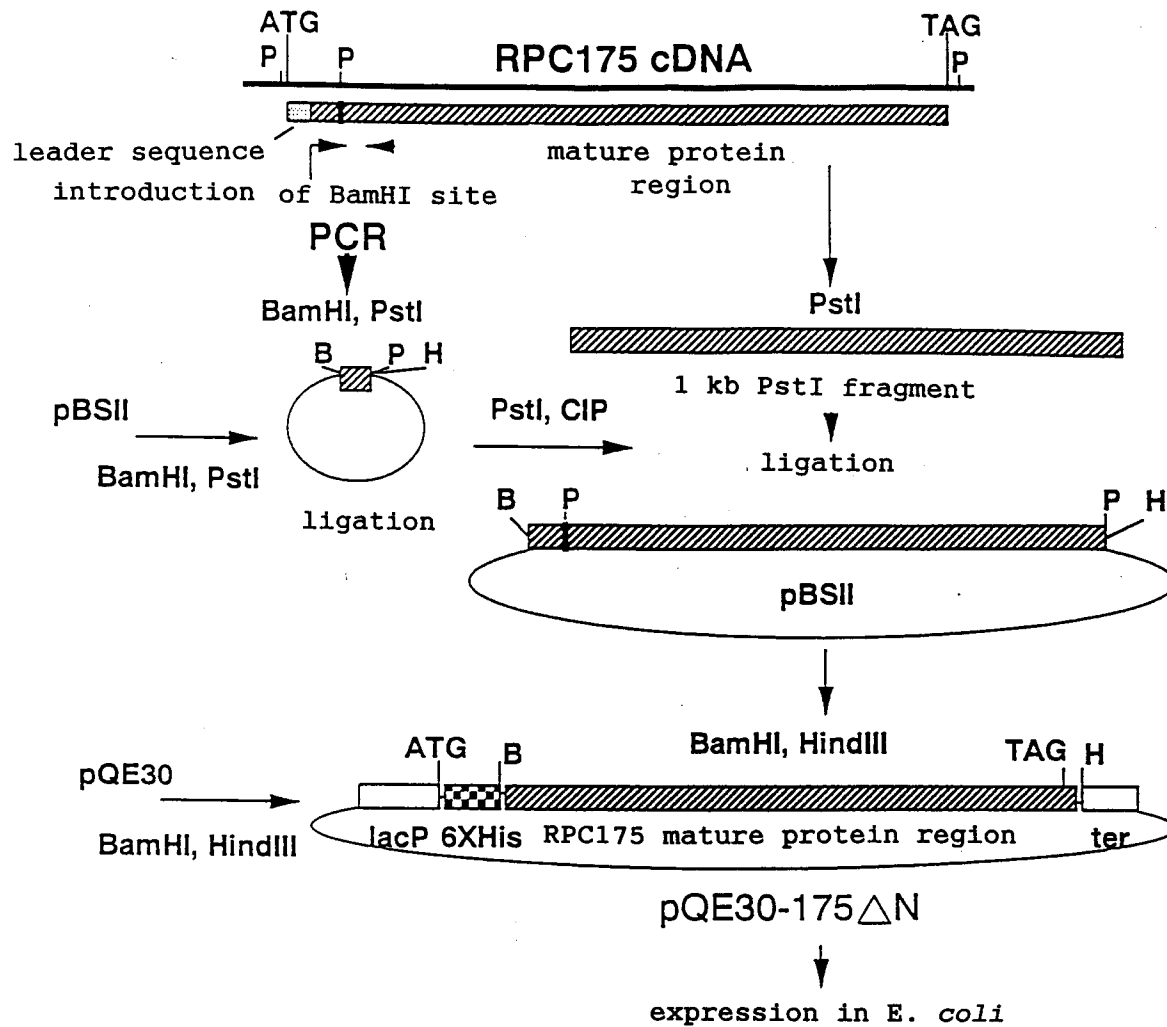 ATG
TAG
P
P
RPC175 cDNA
P
leader sequence
mature protein
region
introduction of BamHI site
PCR
BamHI, PstI
PstI
B
P
H
1 kb PstI fragment
pBSII
BamHI, PstI
PstI, CIP
ligation
ligation
B
P
P
H
pBSII
BamHI, HindIII
pQE30
BamHI, HindIII
ATG
B
TAG
H
lacP
6XHis
RPC175 mature protein region
ter
pQE30-175△N
expression in E. coli